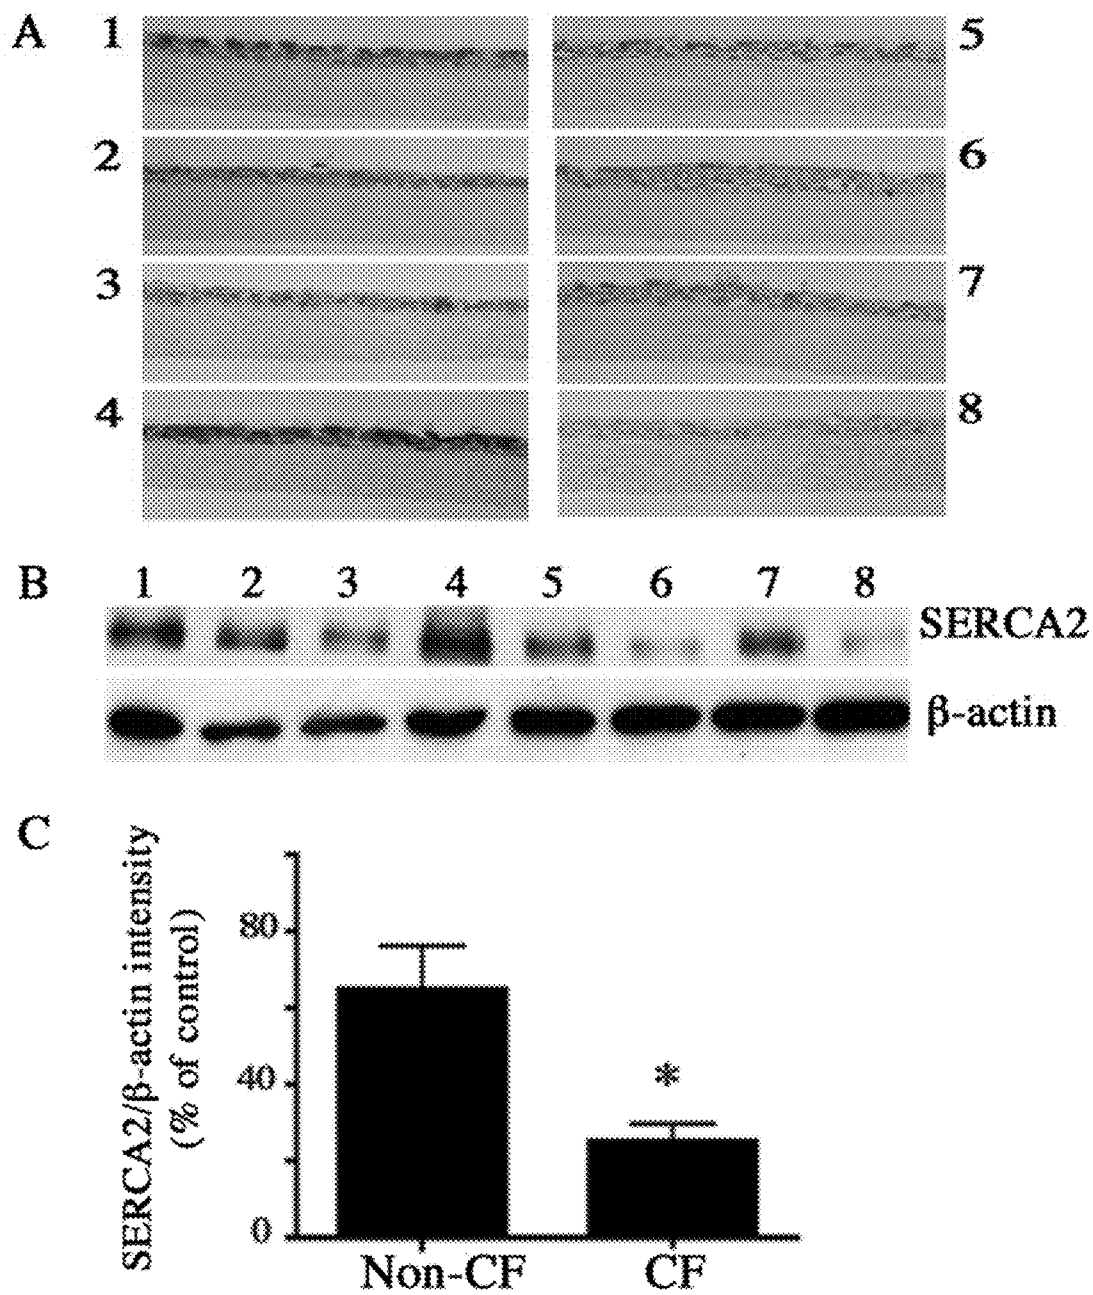 A 1 5
2 6
3 7
4 8
B 1 2 3 4 5 6 7 8
SERCA2
β-actin
C
SERCA2/β-actin intensity
(% of control)
80
40
0
*
Non-CF CF